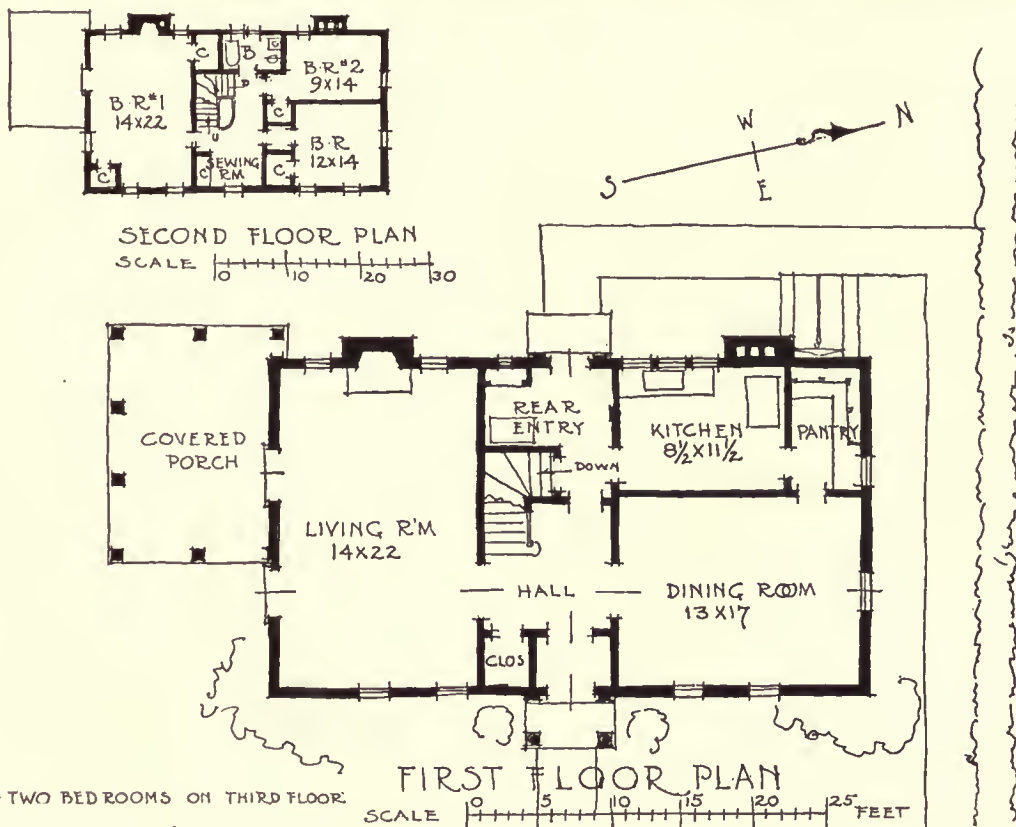 B·R #1
14X22
C
B
C
D
U
C
C
SEWING
RM
C
B·R #2
9X14
B·R
12X14
SECOND FLOOR PLAN
SCALE 0 10 20 30
W
N
S
E
COVERED
PORCH
LIVING R'M
14X22
REAR
ENTRY
DOWN
KITCHEN
8½X11½
PANTRY
HALL
DINING ROOM
13X17
CLOS
FIRST FLOOR PLAN
TWO BEDROOMS ON THIRD FLOOR
SCALE 0 5 10 15 20 25 FEET